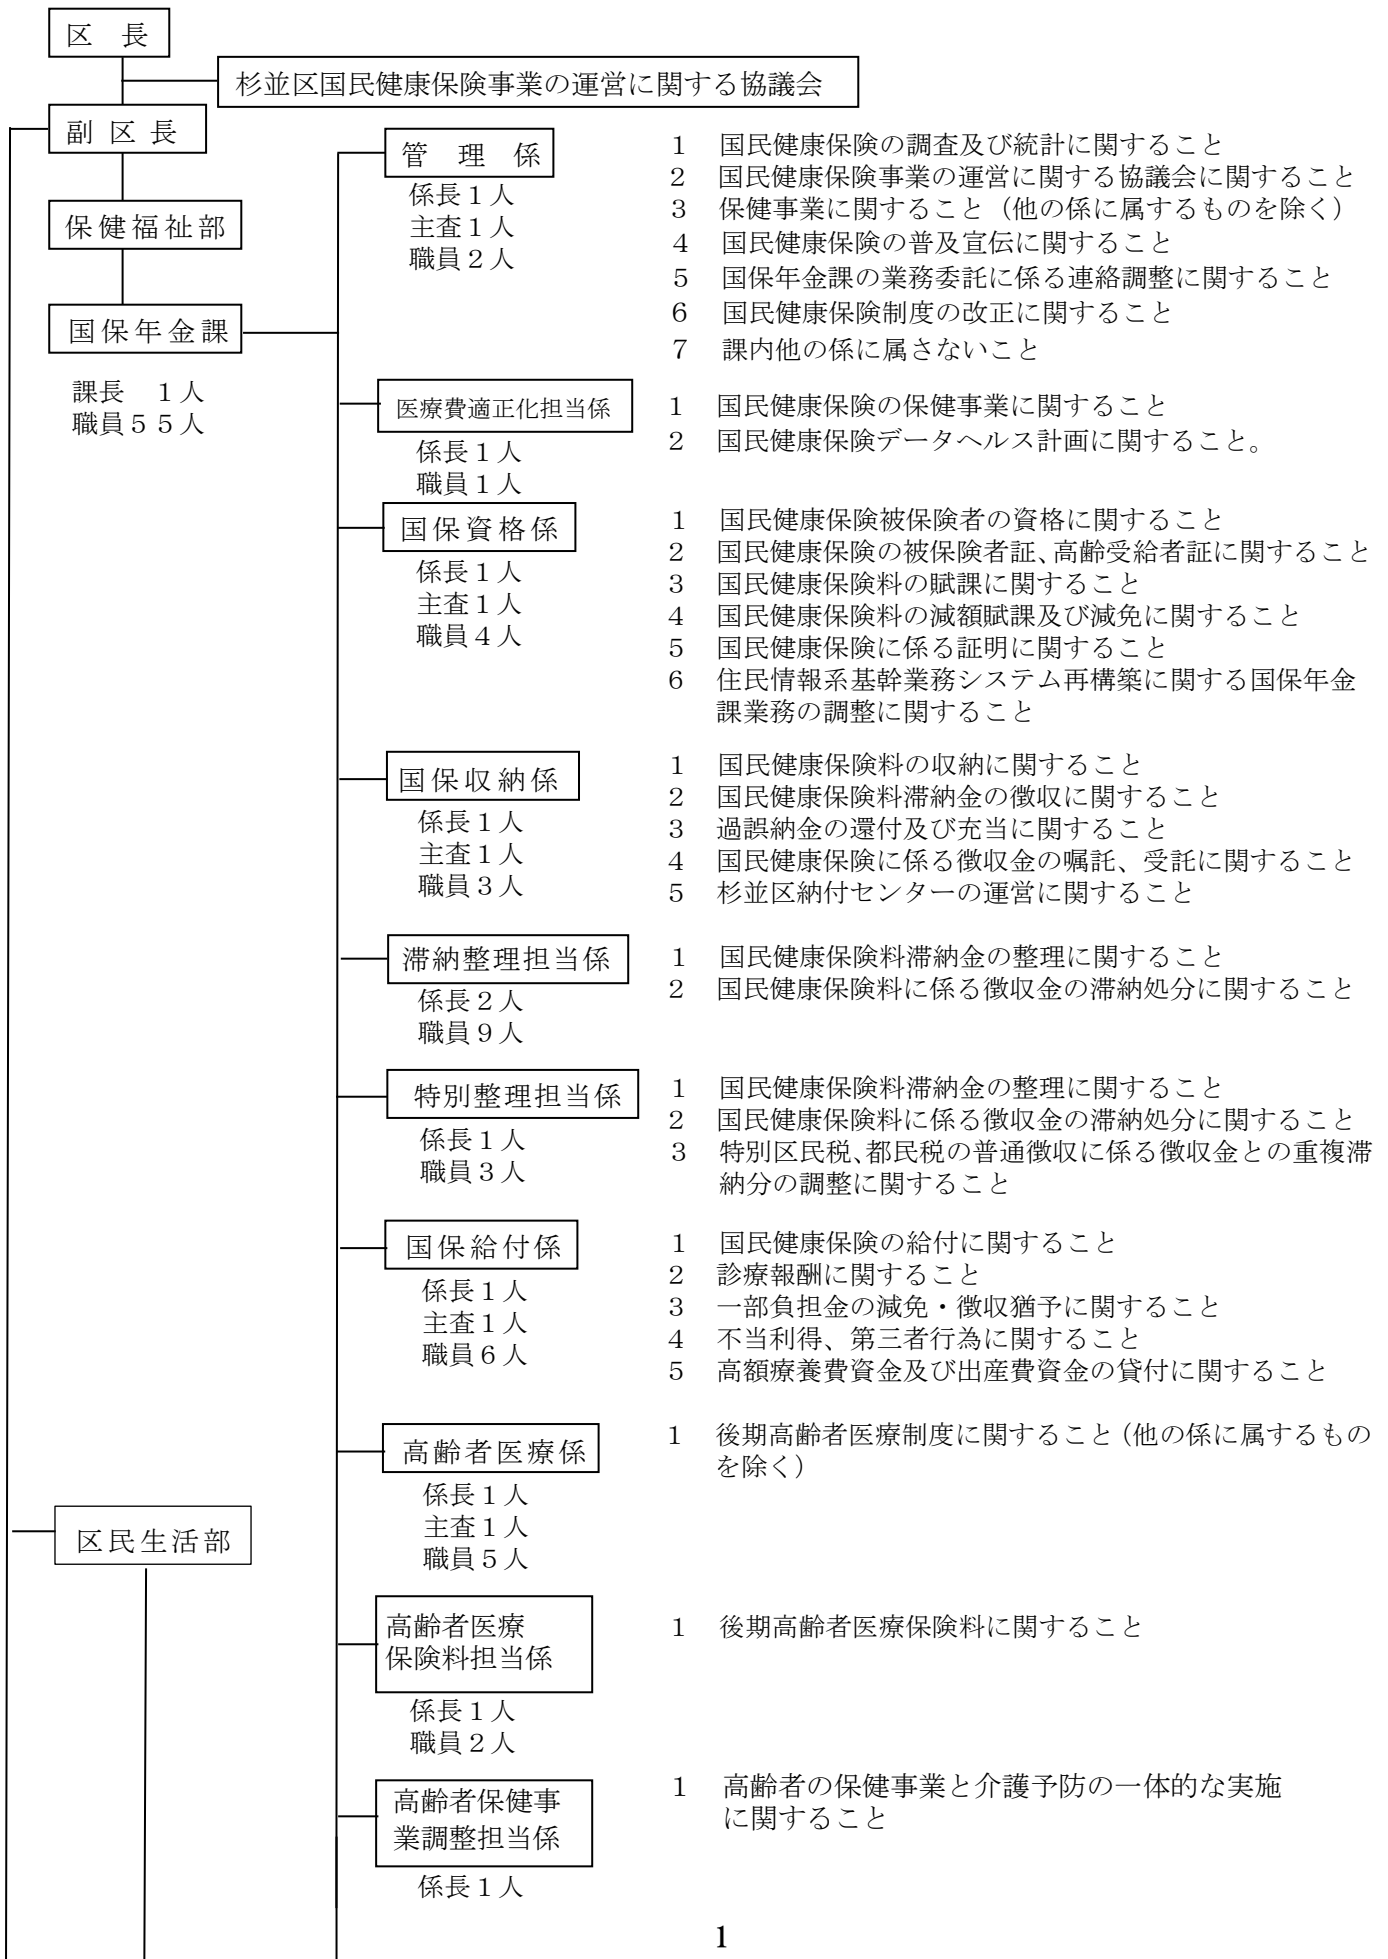 区　長
杉並区国民健康保険事業の運営に関する協議会
副 区 長
保健福祉部
国保年金課
課長　１人
職員５５人
管　理　係
係長１人
主査１人
職員２人
１　国民健康保険の調査及び統計に関すること
２　国民健康保険事業の運営に関する協議会に関すること
３　保健事業に関すること（他の係に属するものを除く）
４　国民健康保険の普及宣伝に関すること
５　国保年金課の業務委託に係る連絡調整に関すること
６　国民健康保険制度の改正に関すること
７　課内他の係に属さないこと
医療費適正化担当係
係長１人
職員１人
１　国民健康保険の保健事業に関すること
２　国民健康保険データヘルス計画に関すること。
国保資格係
係長１人
主査１人
職員４人
１　国民健康保険被保険者の資格に関すること
２　国民健康保険の被保険者証、高齢受給者証に関すること
３　国民健康保険料の賦課に関すること
４　国民健康保険料の減額賦課及び減免に関すること
５　国民健康保険に係る証明に関すること
６　住民情報系基幹業務システム再構築に関する国保年金
課業務の調整に関すること
国保収納係
係長１人
主査１人
職員３人
１　国民健康保険料の収納に関すること
２　国民健康保険料滞納金の徴収に関すること
３　過誤納金の還付及び充当に関すること
４　国民健康保険に係る徴収金の嘱託、受託に関すること
５　杉並区納付センターの運営に関すること
滞納整理担当係
係長２人
職員９人
１　国民健康保険料滞納金の整理に関すること
２　国民健康保険料に係る徴収金の滞納処分に関すること
特別整理担当係
係長１人
職員３人
１　国民健康保険料滞納金の整理に関すること
２　国民健康保険料に係る徴収金の滞納処分に関すること
３　特別区民税、都民税の普通徴収に係る徴収金との重複滞
納分の調整に関すること
国保給付係
係長１人
主査１人
職員６人
１　国民健康保険の給付に関すること
２　診療報酬に関すること
３　一部負担金の減免・徴収猶予に関すること
４　不当利得、第三者行為に関すること
５　高額療養費資金及び出産費資金の貸付に関すること
高齢者医療係
係長１人
主査１人
職員５人
１　後期高齢者医療制度に関すること（他の係に属するもの
を除く）
区民生活部
高齢者医療
保険料担当係
係長１人
職員２人
１　後期高齢者医療保険料に関すること
高齢者保健事
業調整担当係
係長１人
１　高齢者の保健事業と介護予防の一体的な実施
に関すること
1